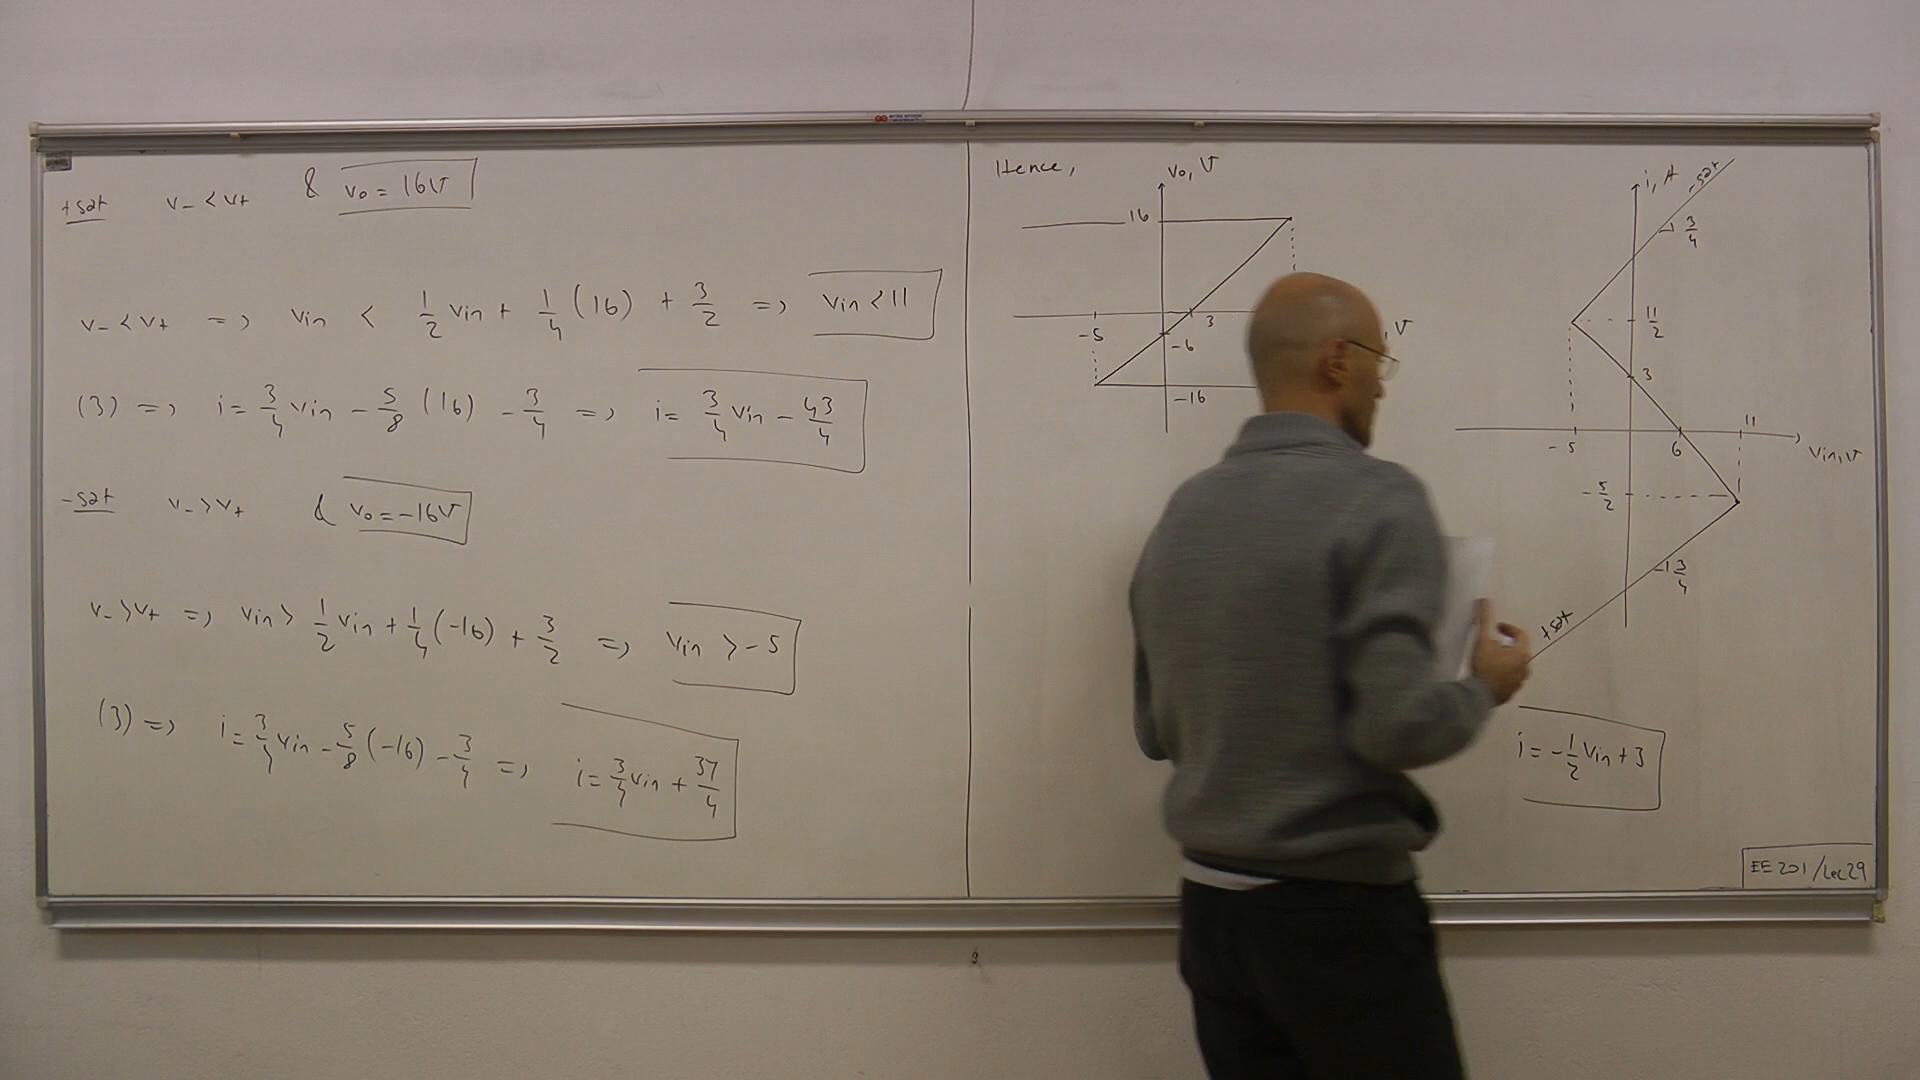 +sat v₋ < v₊ & v₀ = 16V
v₋ < v₊ => vin < 1/2 vin + 1/4 (16) + 3/2 => vin < 11
(3) => i = 3/4 vin - 5/8 (16) - 3/4 => i = 3/4 vin - 43/4
-sat v₋ > v₊ & v₀ = -16V
v₋ > v₊ => vin > 1/2 vin + 1/4 (-16) + 3/2 => vin > -5
(3) => i = 3/4 vin - 5/8 (-16) - 3/4 => i = 3/4 vin + 37/4
Hence,
v₀, V
16
-5
3
, V
-6
-16
i, A
-sat
3/4
11/2
3
11
-5
6
vin, V
-5/2
3/4
+sat
i = -1/2 vin + 3
EE 201 / Lec 29